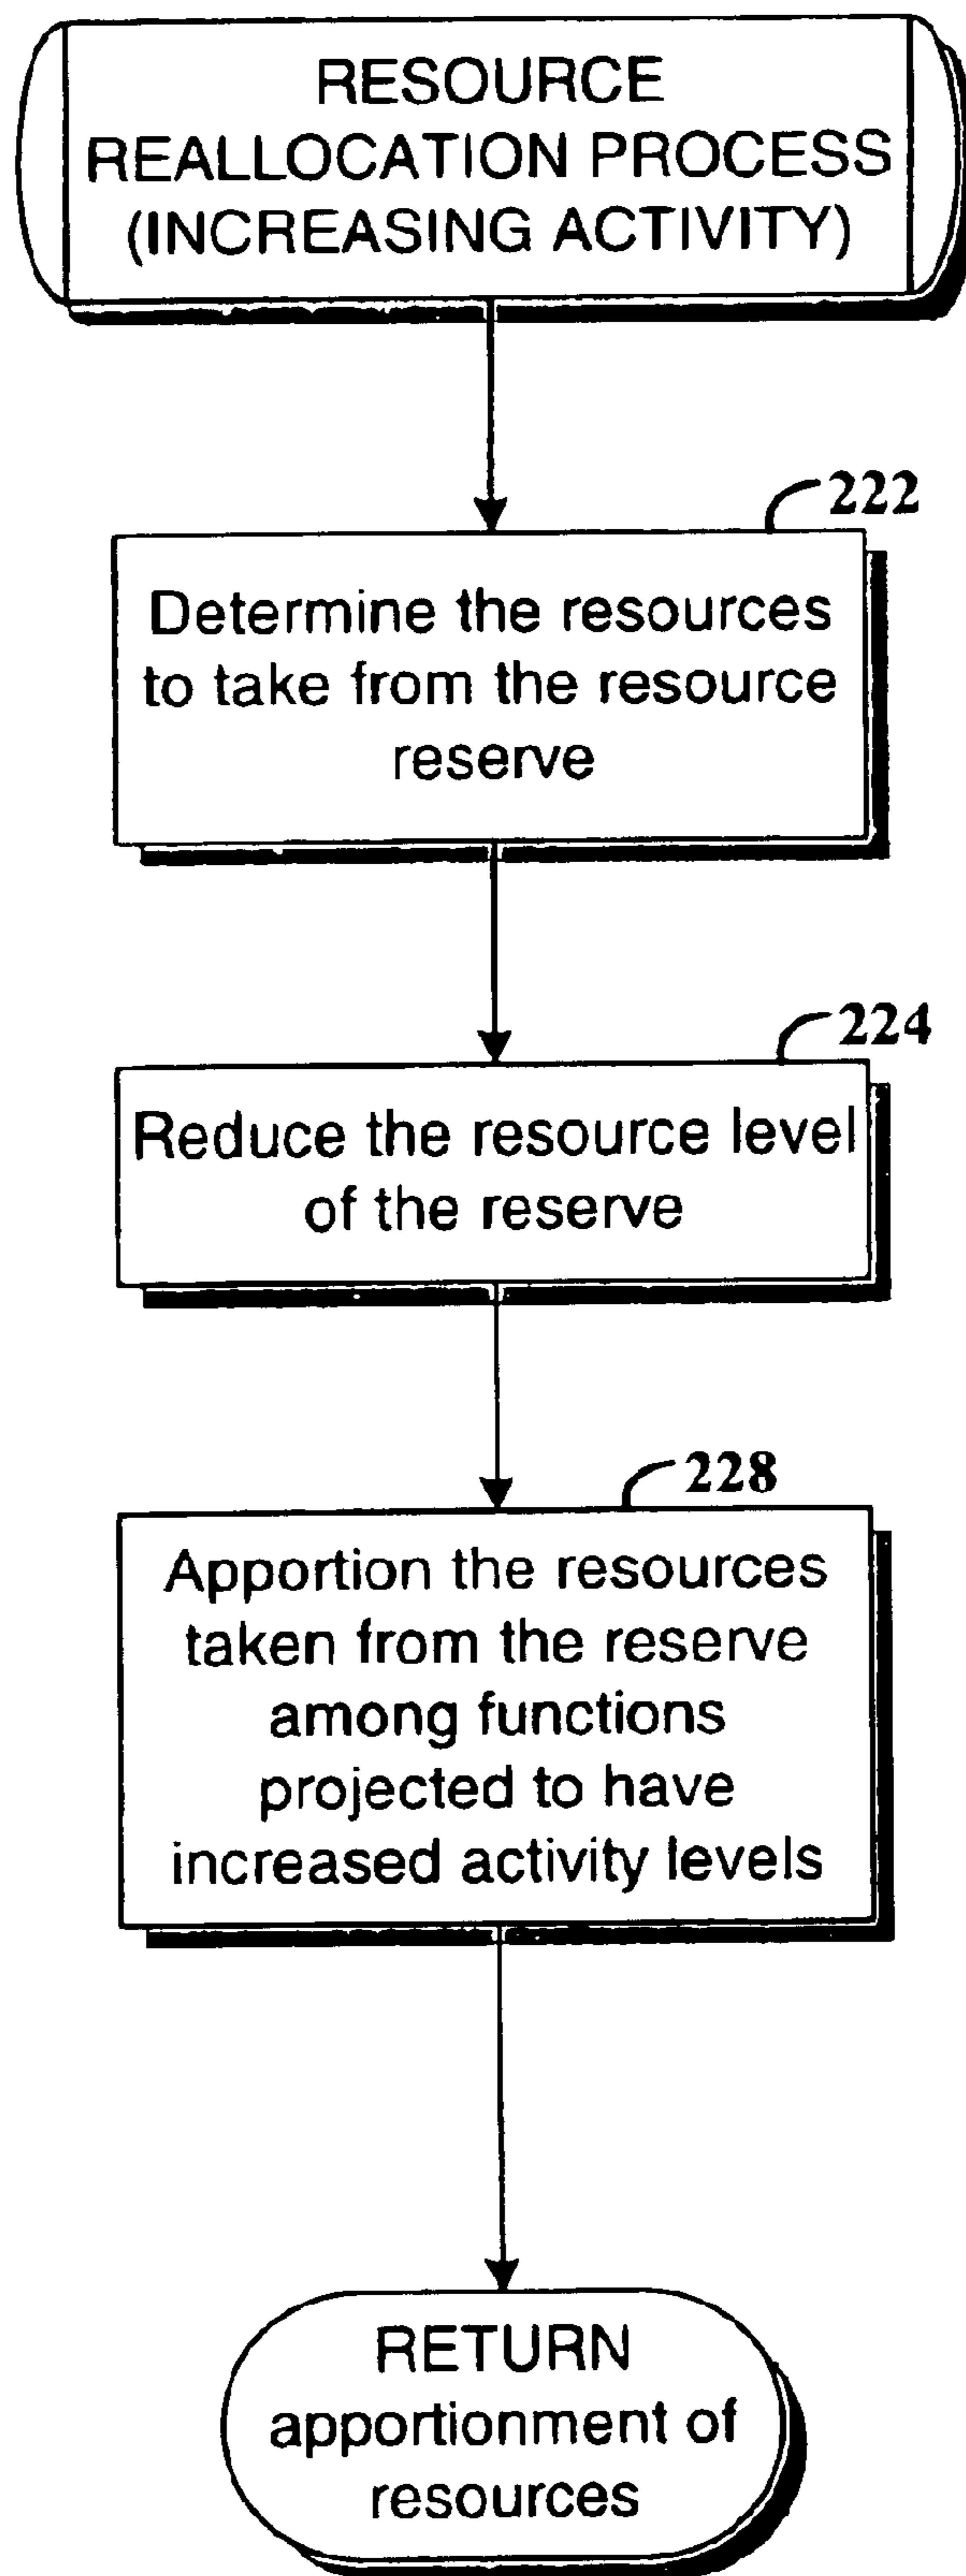 RESOURCE
REALLOCATION PROCESS
(INCREASING ACTIVITY)
222
Determine the resources
to take from the resource
reserve
224
Reduce the resource level
of the reserve
228
Apportion the resources
taken from the reserve
among functions
projected to have
increased activity levels
RETURN
apportionment of
resources